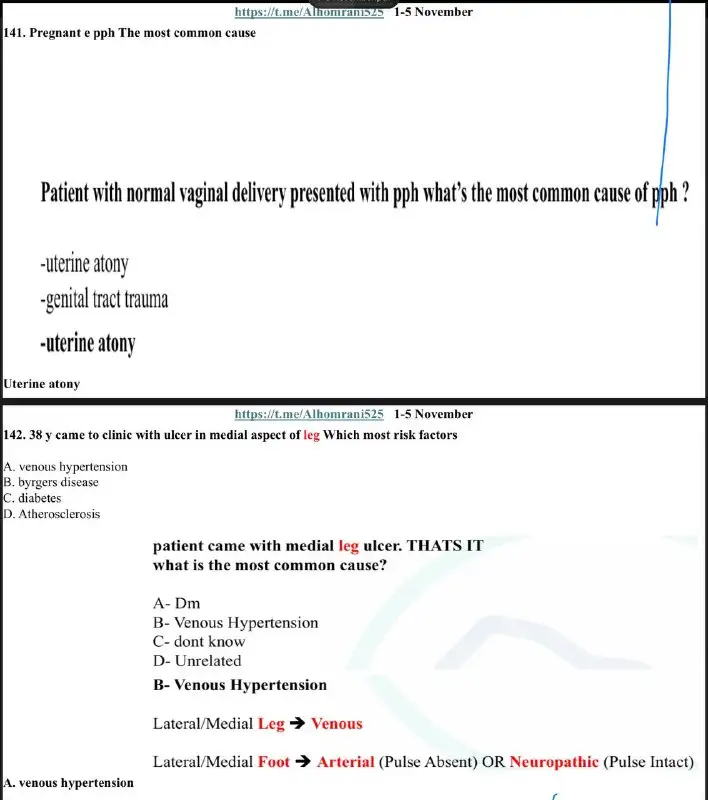 https://t.me/Alhomrani525 1-5 November
141. Pregnant e pph The most common cause
Patient with normal vaginal delivery presented with pph what's the most common cause of pph ?
-uterine atony
-genital tract trauma
-uterine atony
Uterine atony
https://t.me/Alhomrani525 1-5 November
142. 38 y came to clinic with ulcer in medial aspect of leg Which most risk factors
A. venous hypertension
B. byrgers disease
C. diabetes
D. Atherosclerosis
patient came with medial leg ulcer. THATS IT
what is the most common cause?
A- Dm
B- Venous Hypertension
C- dont know
D- Unrelated
B- Venous Hypertension
Lateral/Medial Leg ➔ Venous
Lateral/Medial Foot ➔ Arterial (Pulse Absent) OR Neuropathic (Pulse Intact)
A. venous hypertension